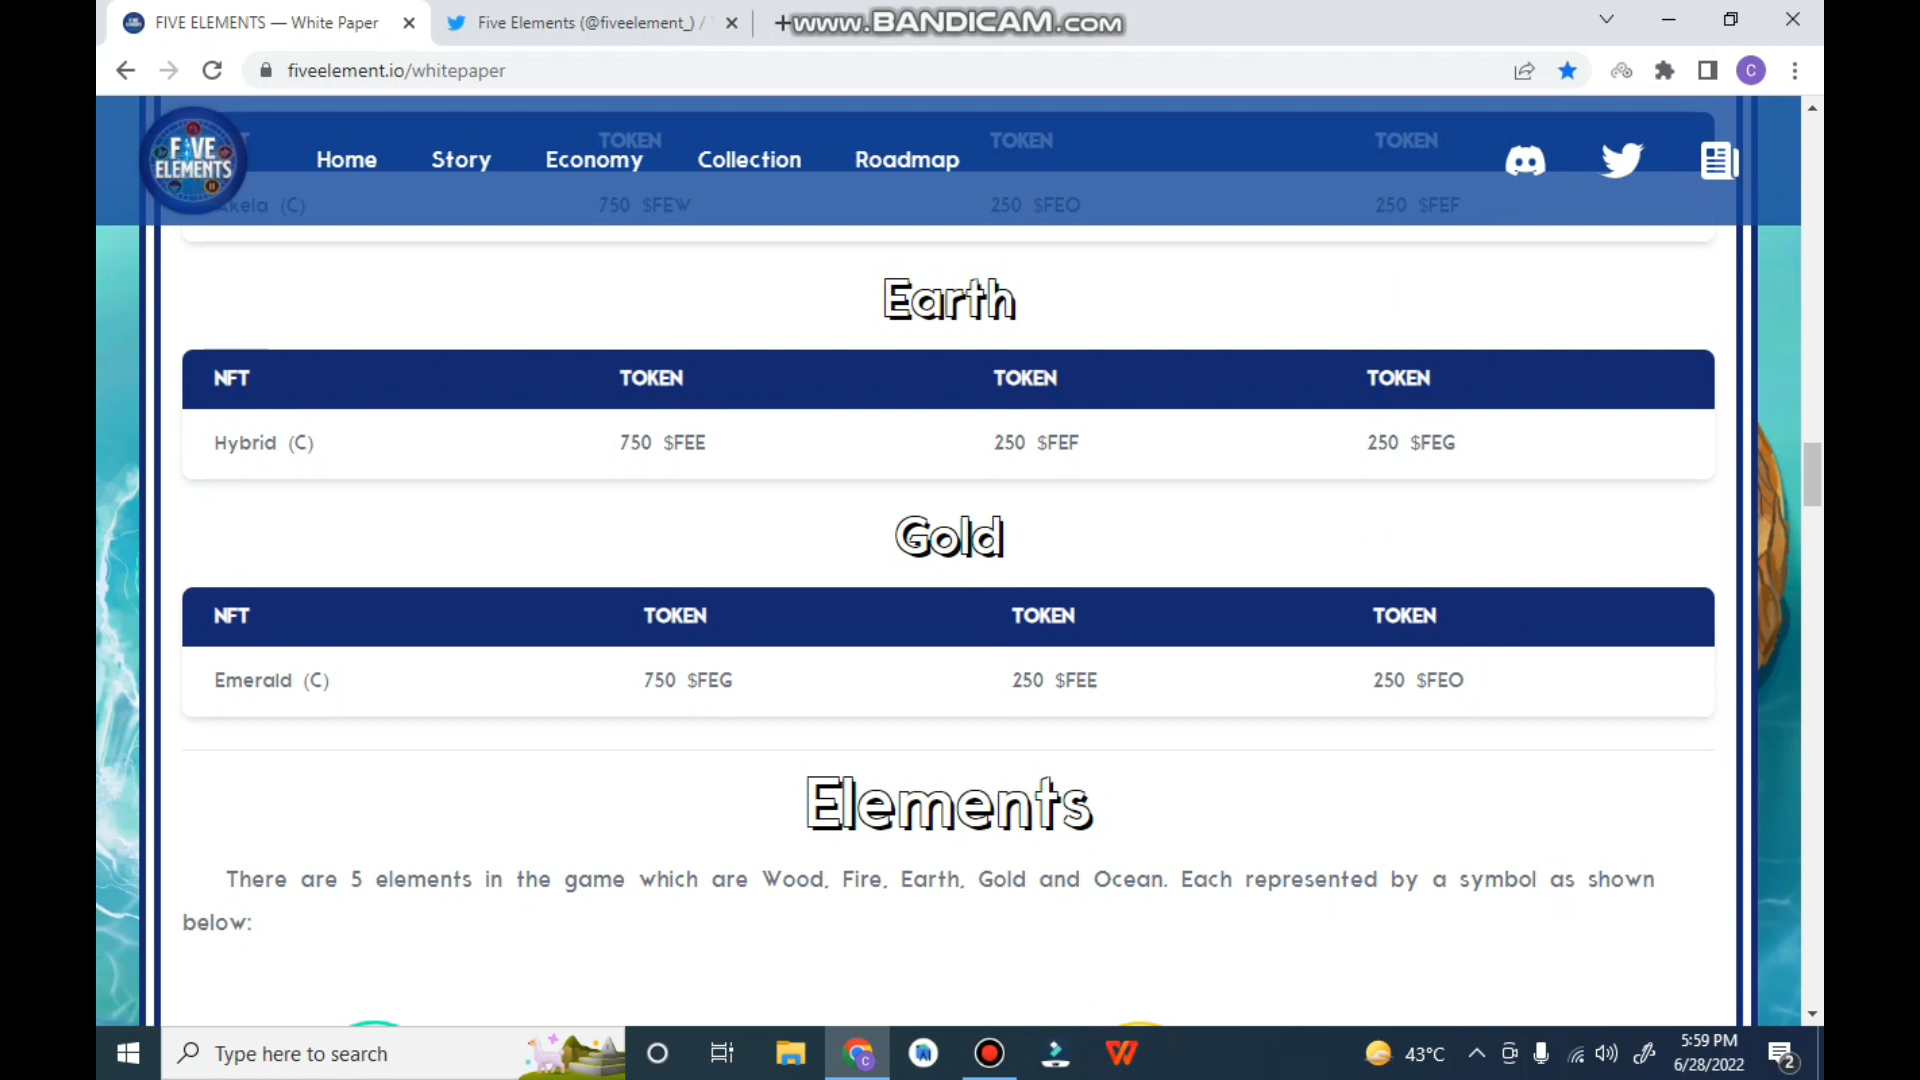 FIVE ELEMENTS — White Paper
Five Elements (@fiveelement_) /
www.BANDICAM.com
fiveelement.io/whitepaper
C
FIVE ELEMENTS
Home Story Economy Collection Roadmap
TOKEN TOKEN TOKEN
Akela (C) 750 $FEW 250 $FEO 250 $FEF
Earth
NFT TOKEN TOKEN TOKEN
Hybrid (C) 750 $FEE 250 $FEF 250 $FEG
Gold
NFT TOKEN TOKEN TOKEN
Emerald (C) 750 $FEG 250 $FEE 250 $FEO
Elements
There are 5 elements in the game which are Wood, Fire, Earth, Gold and Ocean. Each represented by a symbol as shown
below:
Type here to search
43°C
5:59 PM
6/28/2022
2